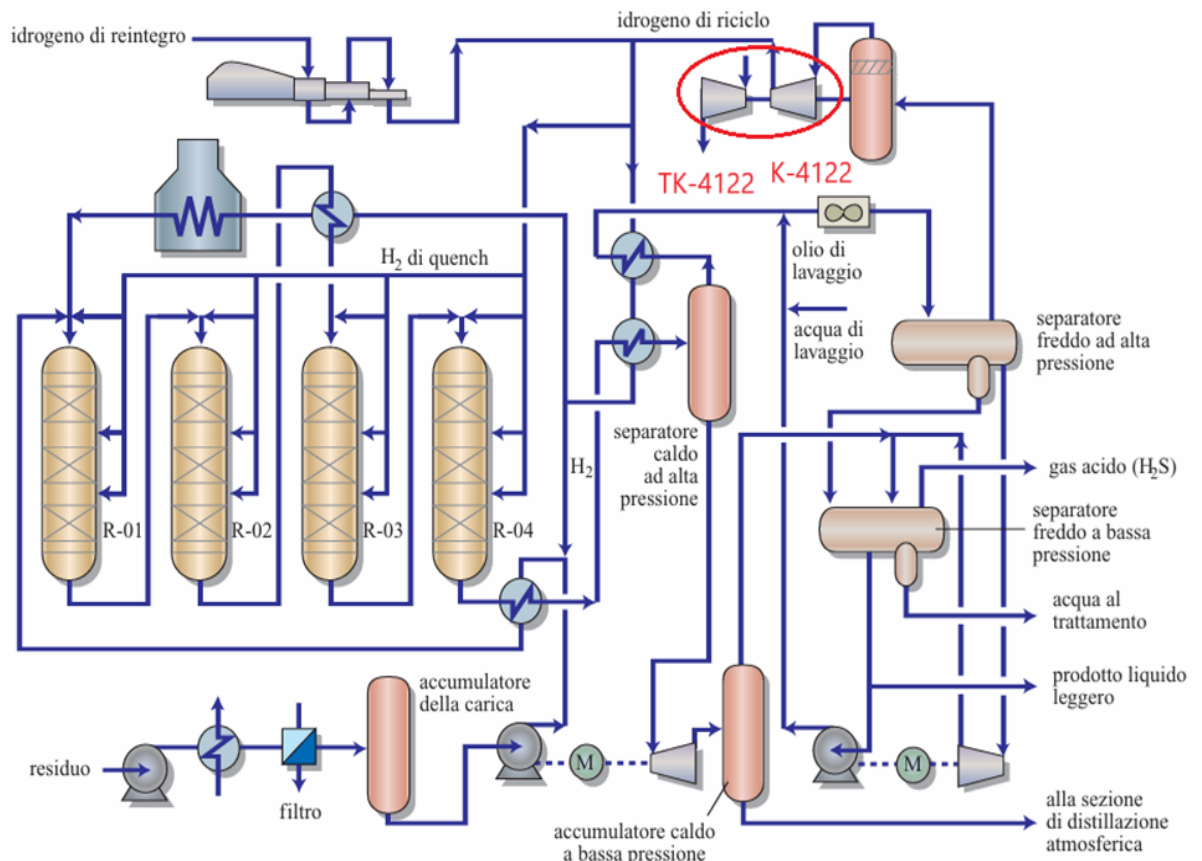 idrogeno di reintegro
idrogeno di riciclo
TK-4122
K-4122
H₂ di quench
olio di
lavaggio
acqua di
lavaggio
separatore
freddo ad alta
pressione
separatore
caldo
ad alta
pressione
H₂
gas acido (H₂S)
R-01
R-02
R-03
R-04
separatore
freddo a bassa
pressione
acqua al
trattamento
accumulatore
della carica
prodotto liquido
leggero
residuo
M
M
filtro
accumulatore caldo
a bassa pressione
alla sezione
di distillazione
atmosferica